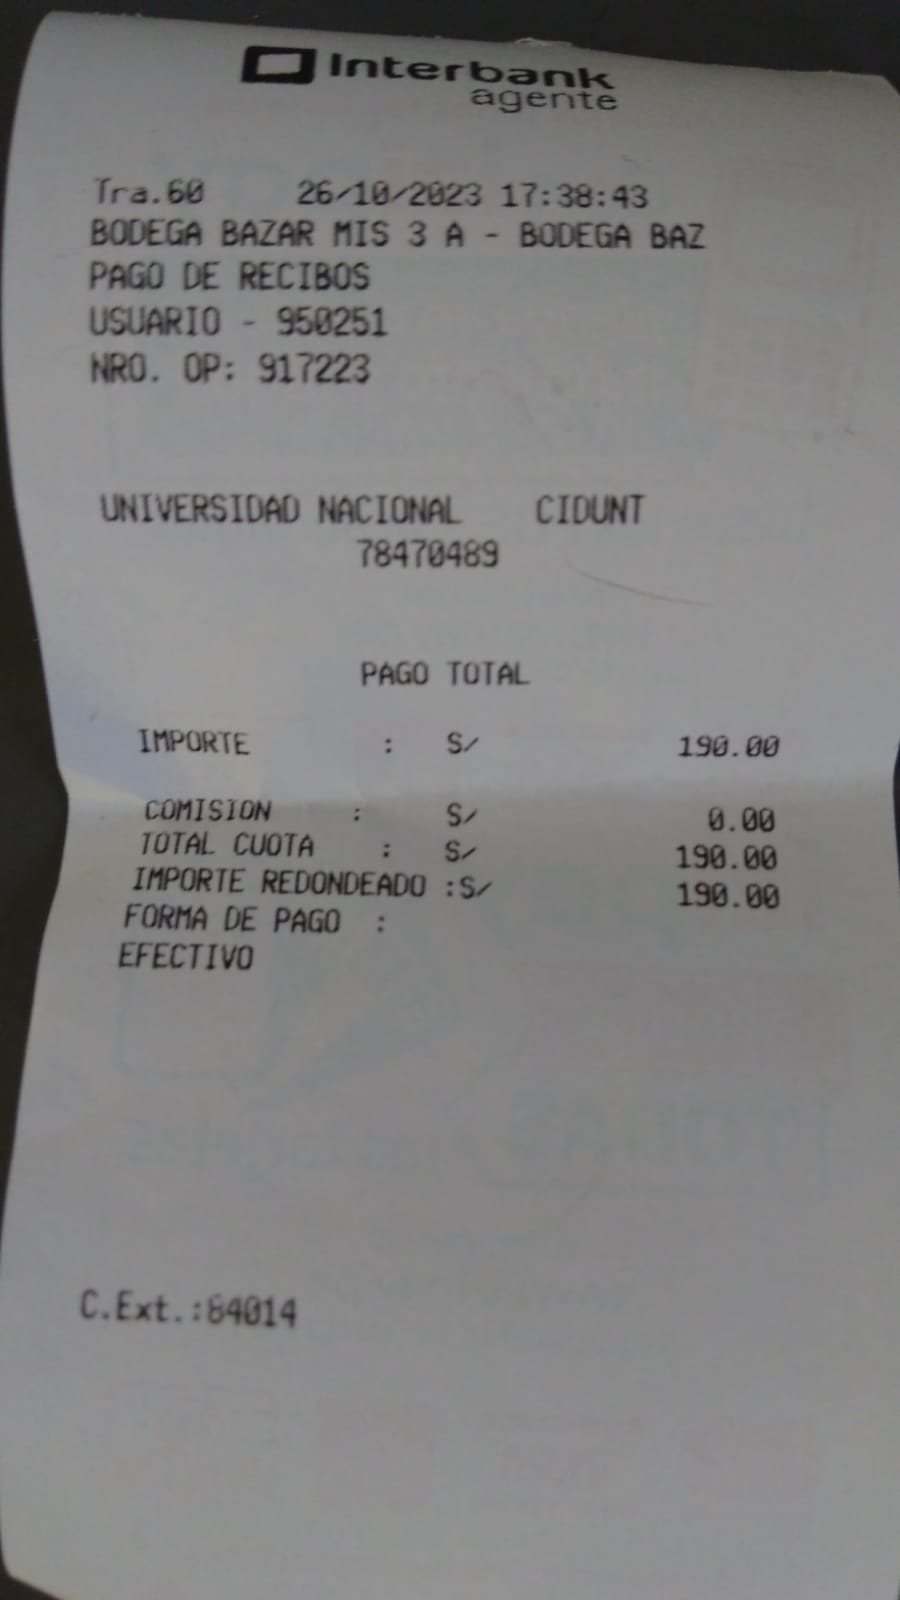 Interbank
agente
Tra.60 26/10/2023 17:38:43
BODEGA BAZAR MIS 3 A - BODEGA BAZ
PAGO DE RECIBOS
USUARIO - 950251
NRO. OP: 917223
UNIVERSIDAD NACIONAL CIDUNT
78470489
PAGO TOTAL
IMPORTE : S/ 190.00
COMISION : S/ 0.00
TOTAL CUOTA : S/ 190.00
IMPORTE REDONDEADO :S/ 190.00
FORMA DE PAGO :
EFECTIVO
C.Ext.:84014